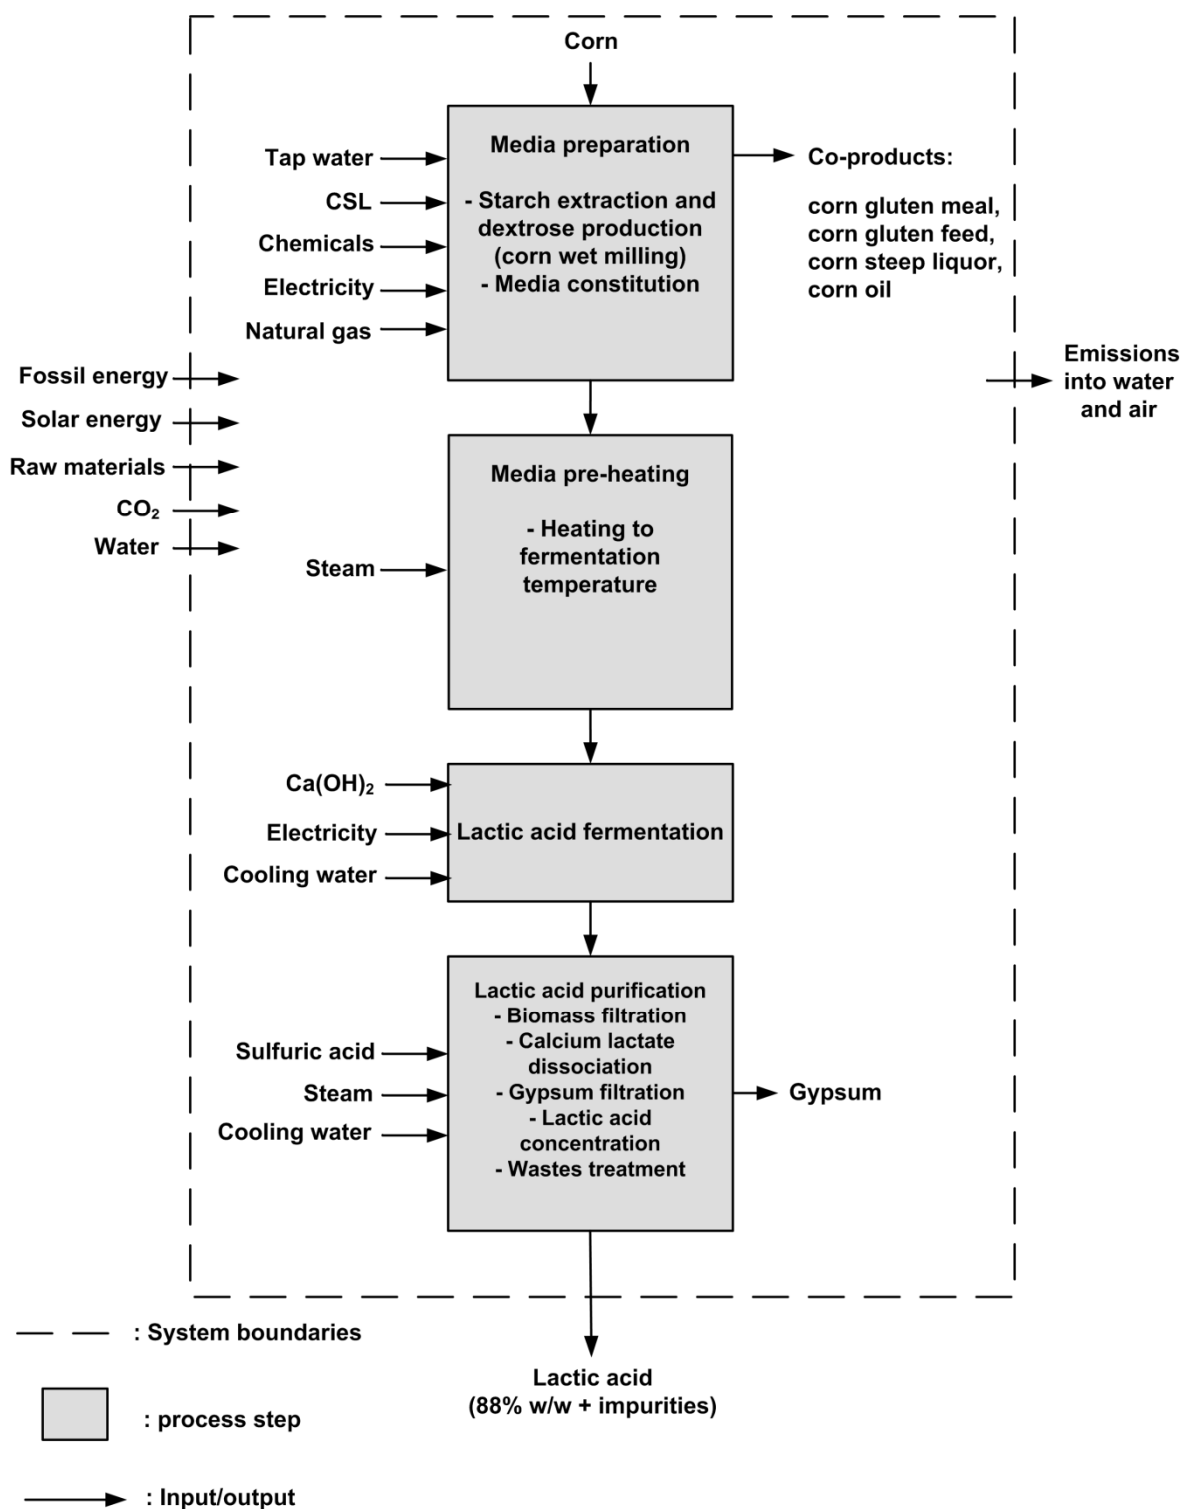 Corn
Media preparation
- Starch extraction and
dextrose production
(corn wet milling)
- Media constitution
Tap water
CSL
Chemicals
Electricity
Natural gas
Co-products:
corn gluten meal,
corn gluten feed,
corn steep liquor,
corn oil
Fossil energy
Solar energy
Raw materials
CO₂
Water
Emissions
into water
and air
Media pre-heating
- Heating to
fermentation
temperature
Steam
Ca(OH)₂
Electricity
Cooling water
Lactic acid fermentation
Lactic acid purification
- Biomass filtration
- Calcium lactate
dissociation
- Gypsum filtration
- Lactic acid
concentration
- Wastes treatment
Sulfuric acid
Steam
Cooling water
Gypsum
: System boundaries
Lactic acid
(88% w/w + impurities)
: process step
: Input/output